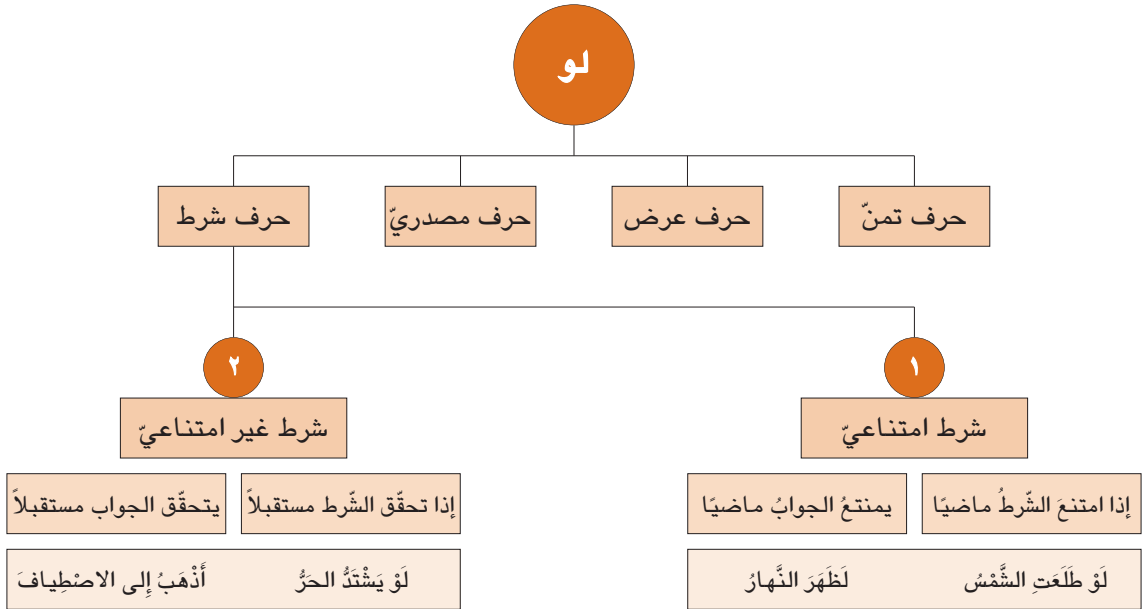 لو
حرف تمنّ
حرف عرض
حرف مصدريّ
حرف شرط
١
٢
شرط امتناعيّ
شرط غير امتناعيّ
إذا امتنعَ الشّرطُ ماضيًا
يمنتعُ الجوابُ ماضيًا
إذا تحقّق الشّرط مستقبلاً
يتحقّق الجواب مستقبلاً
لَوْ طَلَعَتِ الشَّمْسُ
لَظَهَرَ النَّهارُ
لَوْ يَشْتَدُّ الحَرُّ
أَذْهَبُ إِلى الاصْطِيافَ